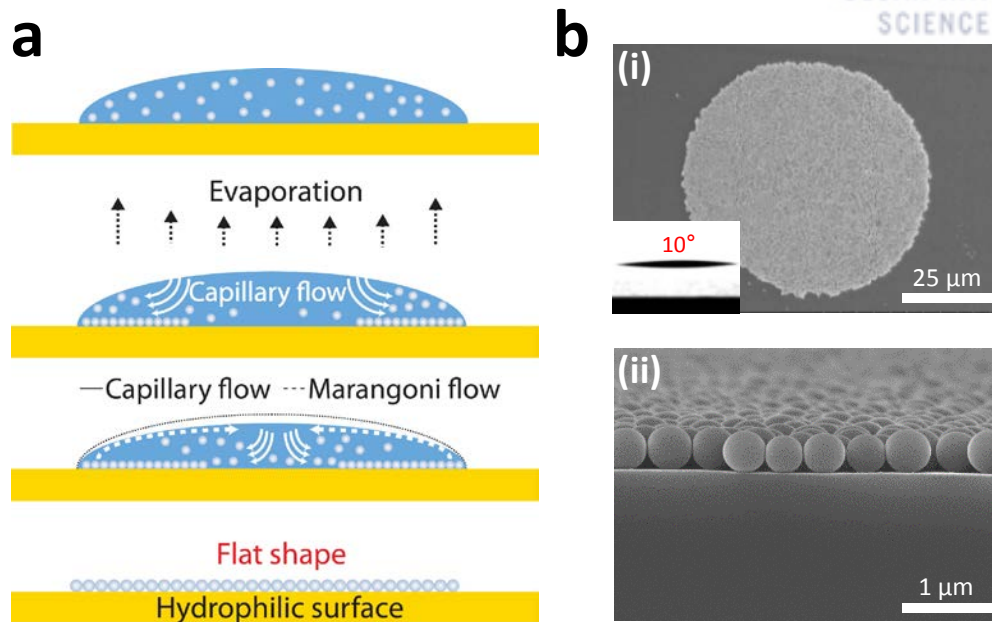 a
Evaporation
Capillary flow
—Capillary flow ---Marangoni flow
Flat shape
Hydrophilic surface
b
SCIENCE
(i)
10°
25 µm
(ii)
1 µm